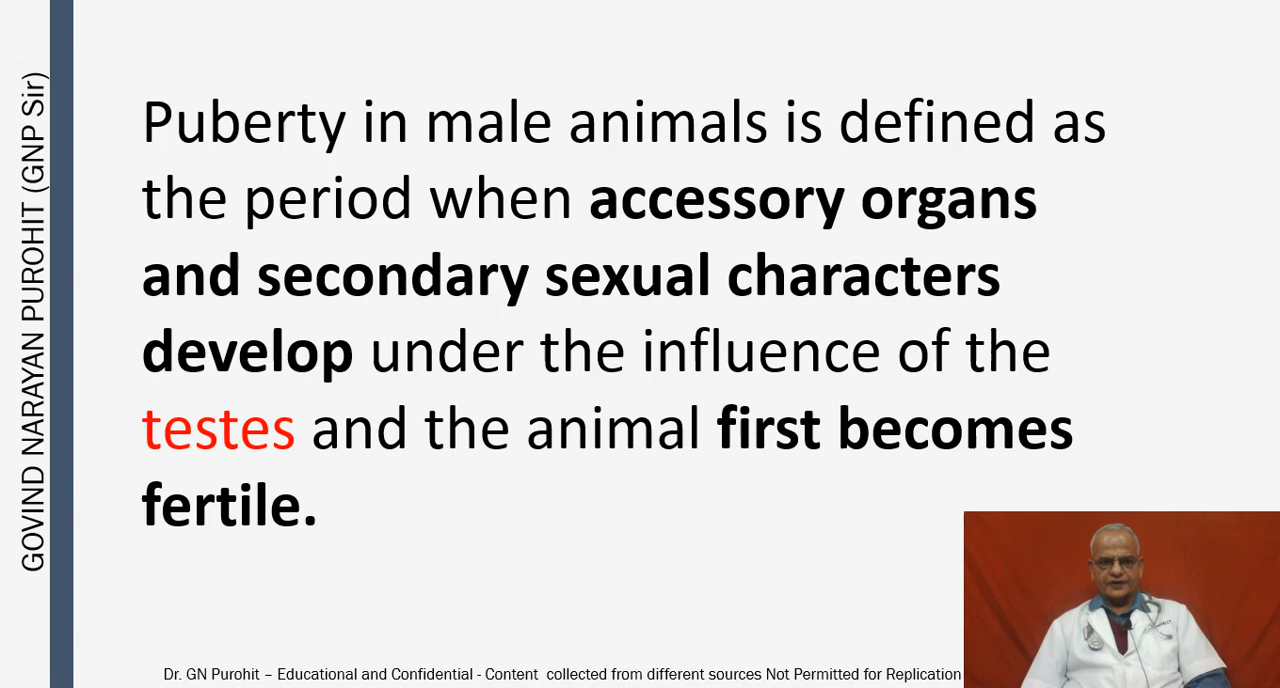 GOVIND NARAYAN PUROHIT (GNP Sir)
Puberty in male animals is defined as
the period when accessory organs
and secondary sexual characters
develop under the influence of the
testes and the animal first becomes
fertile.
Dr. GN Purohit – Educational and Confidential - Content collected from different sources Not Permitted for Replication